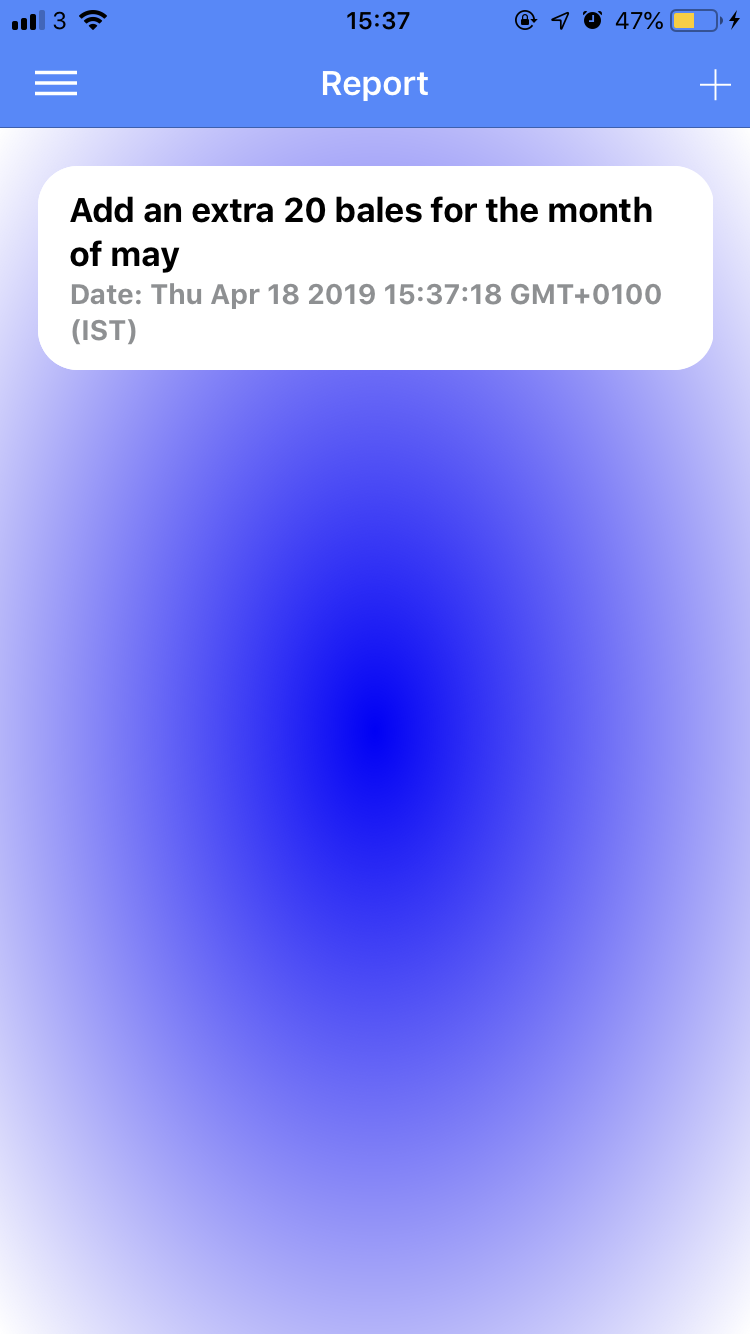 3 15:37 47%
Report
Add an extra 20 bales for the month
of may
Date: Thu Apr 18 2019 15:37:18 GMT+0100
(IST)